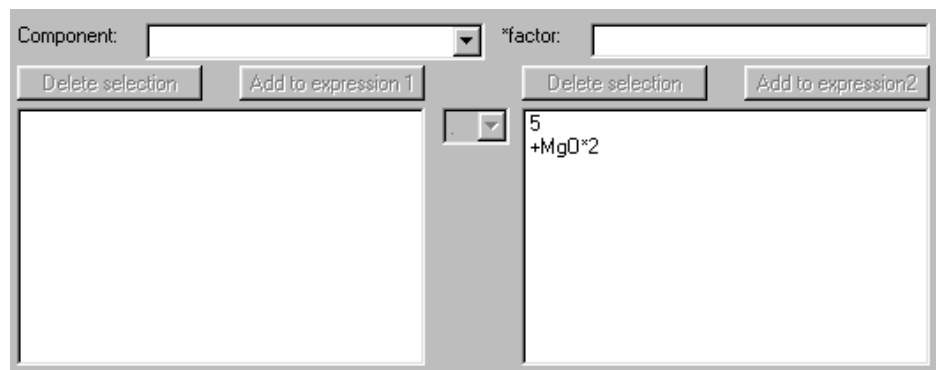 Component: *factor:
Delete selection Add to expression 1 Delete selection Add to expression2
.
5
+MgO*2